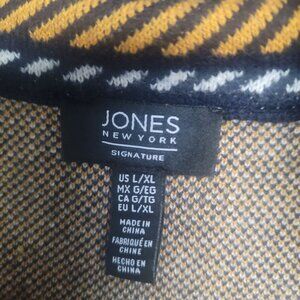 JONES
NEW YORK
SIGNATURE
US L/XL
MX G/EG
CA G/TG
EU L/XL
MADE IN
CHINA
FABRIQUÉ EN
CHINE
HECHO EN
CHINA